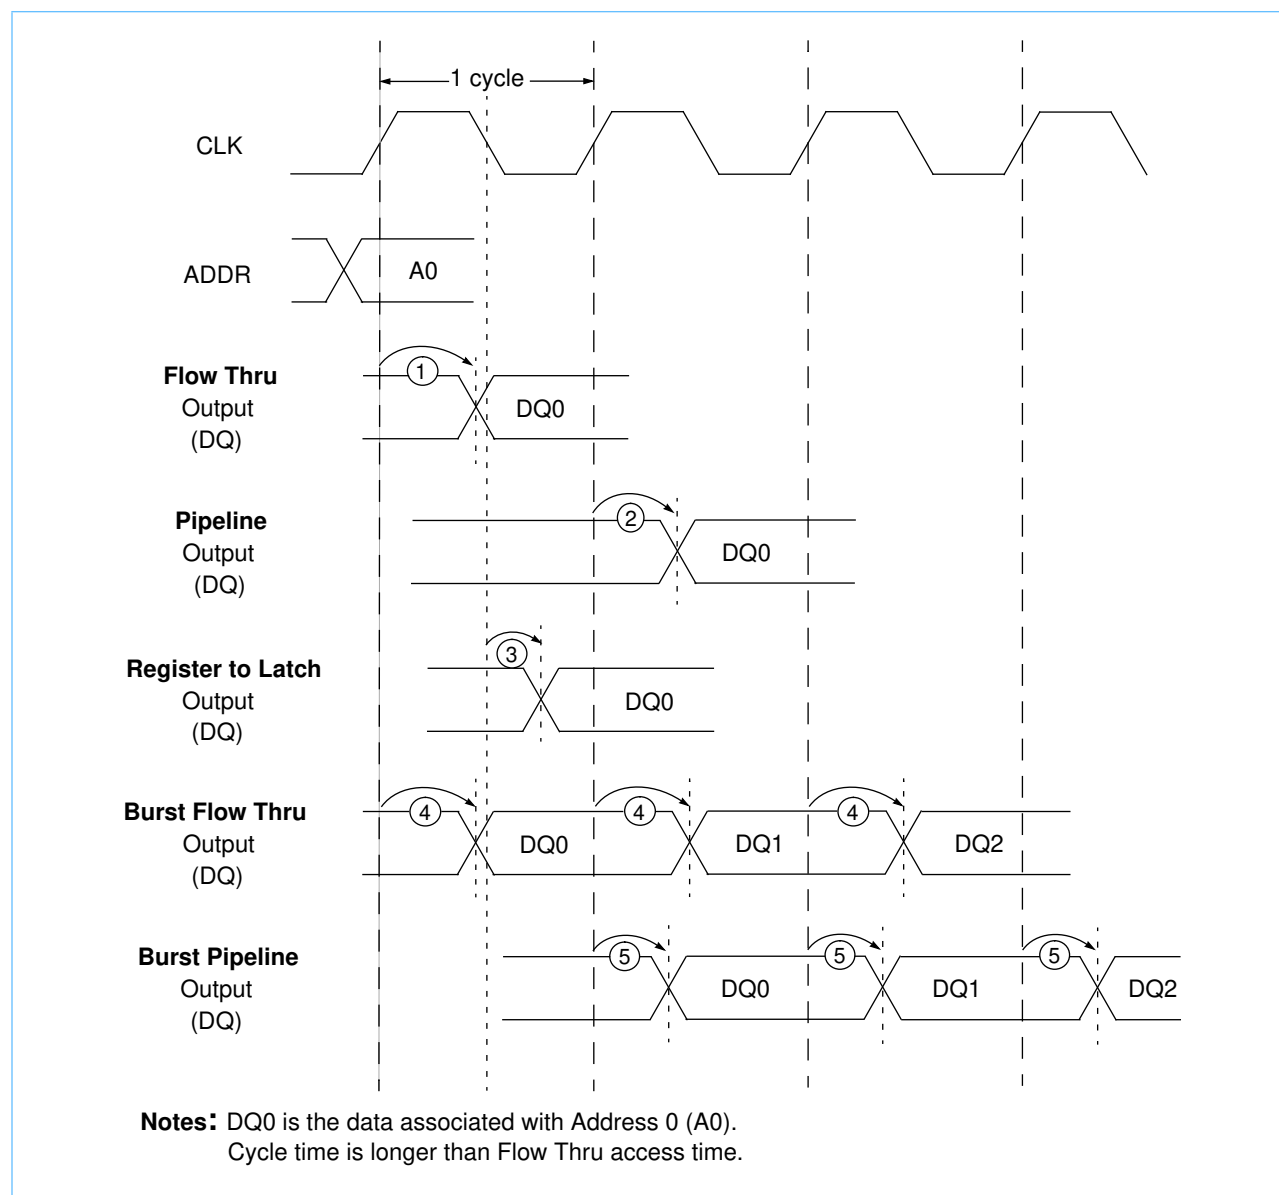 1 cycle
CLK
ADDR
A0
Flow Thru
Output
(DQ)
1
DQ0
Pipeline
Output
(DQ)
2
DQ0
Register to Latch
Output
(DQ)
3
DQ0
Burst Flow Thru
Output
(DQ)
4
DQ0
4
DQ1
4
DQ2
Burst Pipeline
Output
(DQ)
5
DQ0
5
DQ1
5
DQ2
Notes: DQ0 is the data associated with Address 0 (A0).
Cycle time is longer than Flow Thru access time.